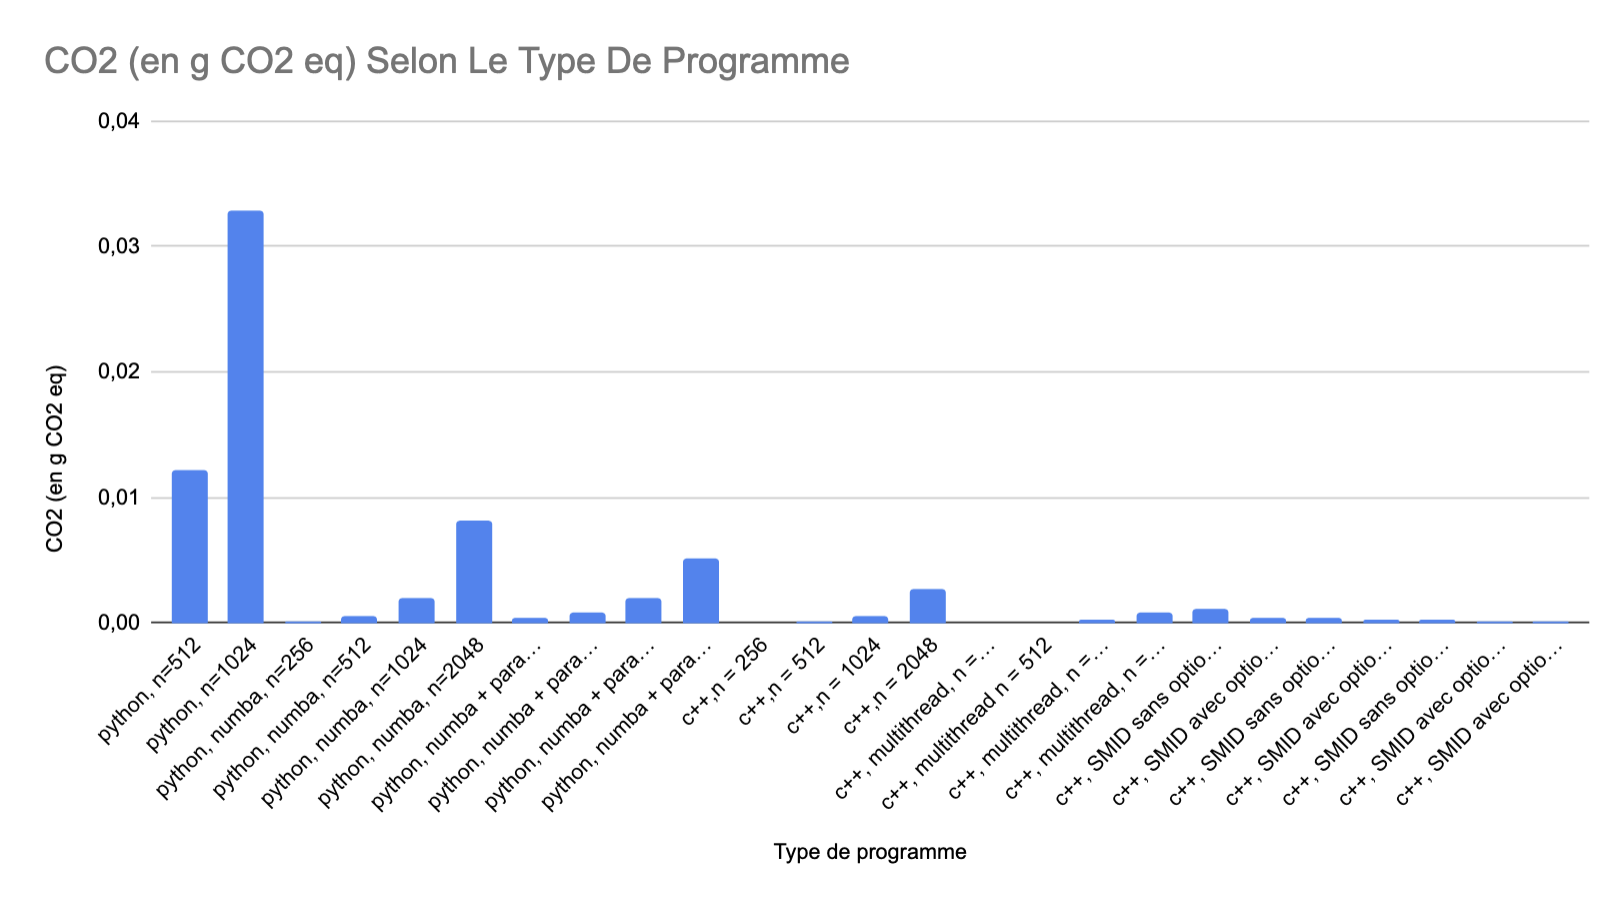 CO2 (en g CO2 eq) Selon Le Type De Programme
CO2 (en g CO2 eq)
0,04
0,03
0,02
0,01
0,00
python, n=512
python, n=1024
python, numba, n=256
python, numba, n=512
python, numba, n=1024
python, numba, n=2048
python, numba + para…
python, numba + para…
python, numba + para…
python, numba + para…
c++,n = 256
c++,n = 512
c++,n = 1024
c++,n = 2048
c++, multithread, n =…
c++, multithread n = 512
c++, multithread, n =…
c++, multithread, n =…
c++, SMID sans optio…
c++, SMID avec optio…
c++, SMID sans optio…
c++, SMID avec optio…
c++, SMID sans optio…
c++, SMID avec optio…
c++, SMID avec optio…
Type de programme